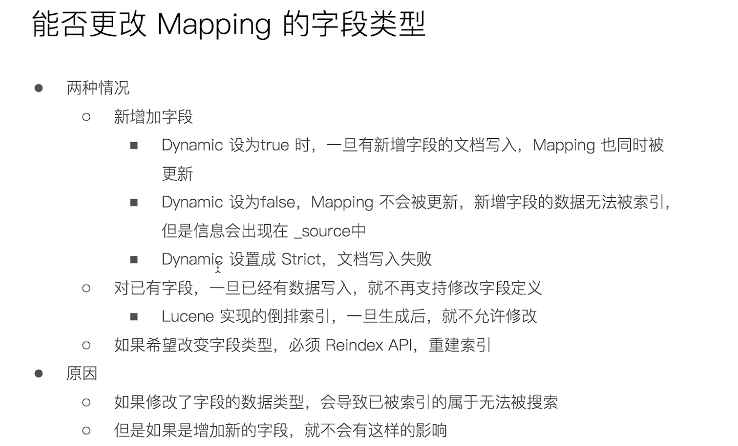 能否更改 Mapping 的字段类型
● 两种情况
○ 新增加字段
■ Dynamic 设为true 时，一旦有新增字段的文档写入，Mapping 也同时被
更新
■ Dynamic 设为false，Mapping 不会被更新，新增字段的数据无法被索引，
但是信息会出现在 _source中
■ Dynamic 设置成 Strict，文档写入失败
○ 对已有字段，一旦已经有数据写入，就不再支持修改字段定义
■ Lucene 实现的倒排索引，一旦生成后，就不允许修改
○ 如果希望改变字段类型，必须 Reindex API，重建索引
● 原因
○ 如果修改了字段的数据类型，会导致已被索引的属于无法被搜索
○ 但是如果是增加新的字段，就不会有这样的影响